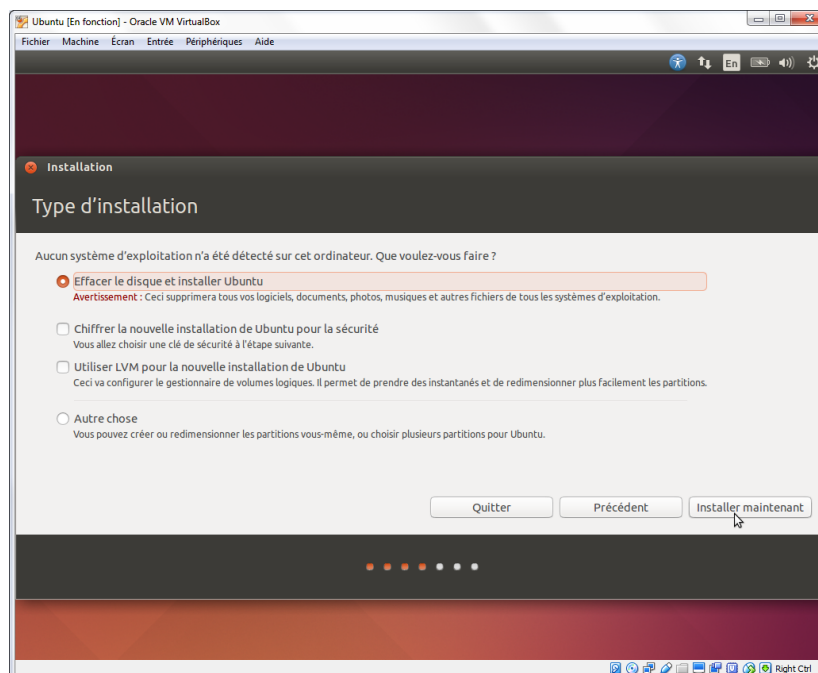 Ubuntu [En fonction] - Oracle VM VirtualBox
Fichier Machine Écran Entrée Périphériques Aide
En
Installation
Type d'installation
Aucun système d'exploitation n'a été détecté sur cet ordinateur. Que voulez-vous faire ?
Effacer le disque et installer Ubuntu
Avertissement : Ceci supprimera tous vos logiciels, documents, photos, musiques et autres fichiers de tous les systèmes d'exploitation.
Chiffrer la nouvelle installation de Ubuntu pour la sécurité
Vous allez choisir une clé de sécurité à l'étape suivante.
Utiliser LVM pour la nouvelle installation de Ubuntu
Ceci va configurer le gestionnaire de volumes logiques. Il permet de prendre des instantanés et de redimensionner plus facilement les partitions.
Autre chose
Vous pouvez créer ou redimensionner les partitions vous-même, ou choisir plusieurs partitions pour Ubuntu.
Quitter Précédent Installer maintenant
Right Ctrl